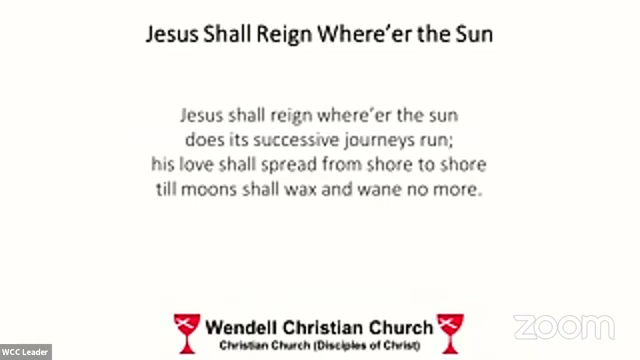 Jesus Shall Reign Where’er the Sun
Jesus shall reign where’er the sun
does its successive journeys run;
his love shall spread from shore to shore
till moons shall wax and wane no more.
Wendell Christian Church
Christian Church (Disciples of Christ)
zoom
WCC Leader